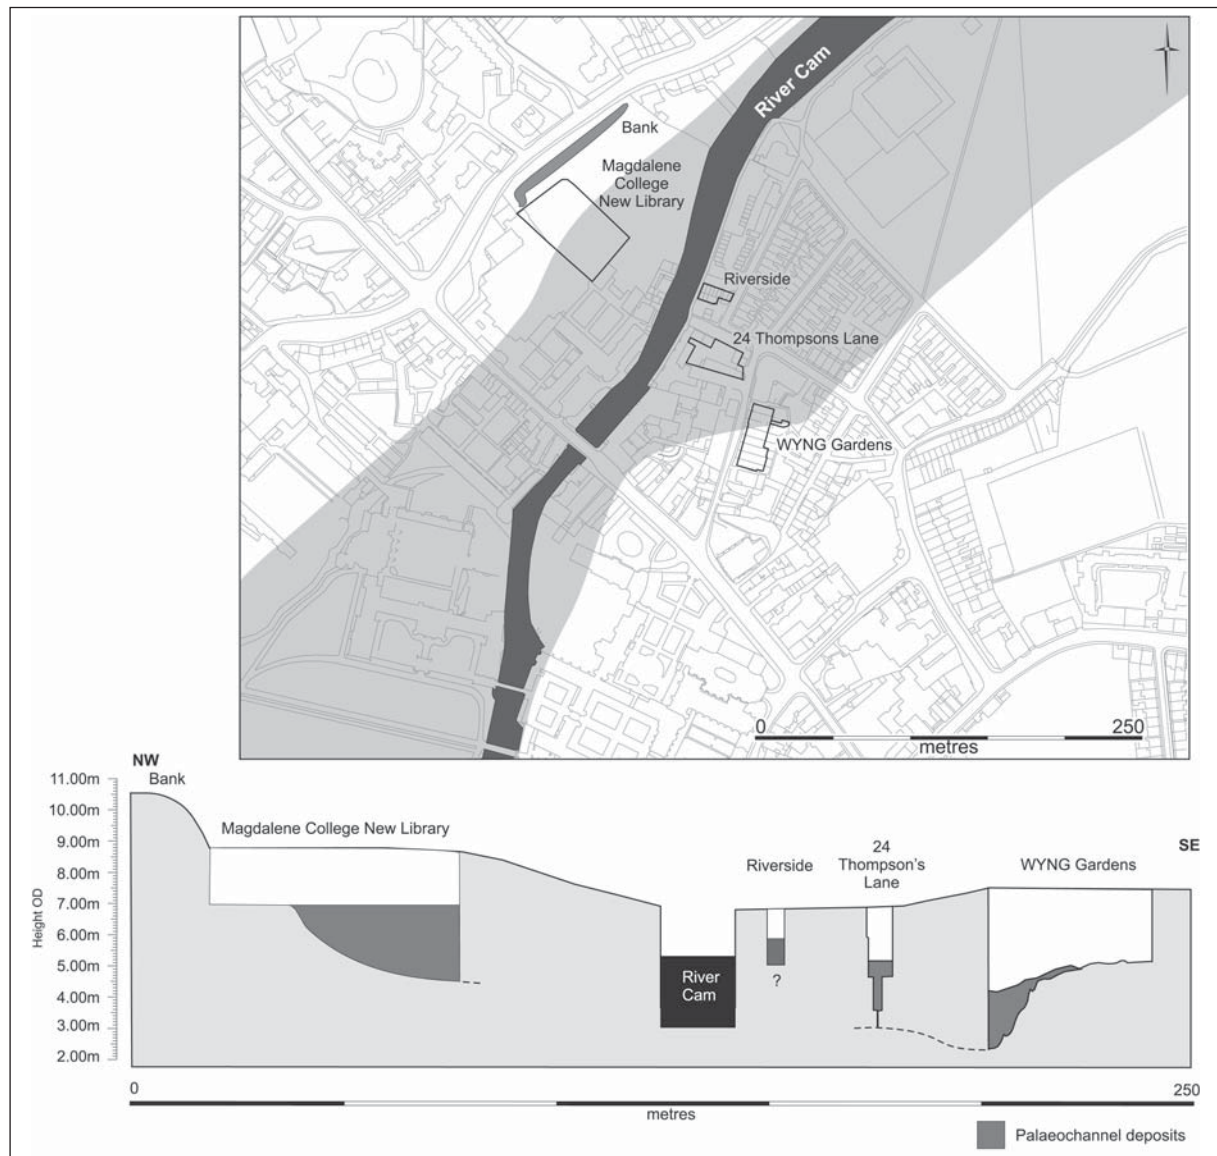 River Cam
Bank
Magdalene
College
New Library
Riverside
24 Thompsons Lane
WYNG Gardens
0
250
metres
NW
SE
Bank
Magdalene College New Library
Riverside
24
Thompson's
Lane
WYNG Gardens
11.00m
10.00m
9.00m
8.00m
7.00m
6.00m
5.00m
4.00m
3.00m
2.00m
Height OD
River
Cam
?
0
250
metres
Palaeochannel deposits